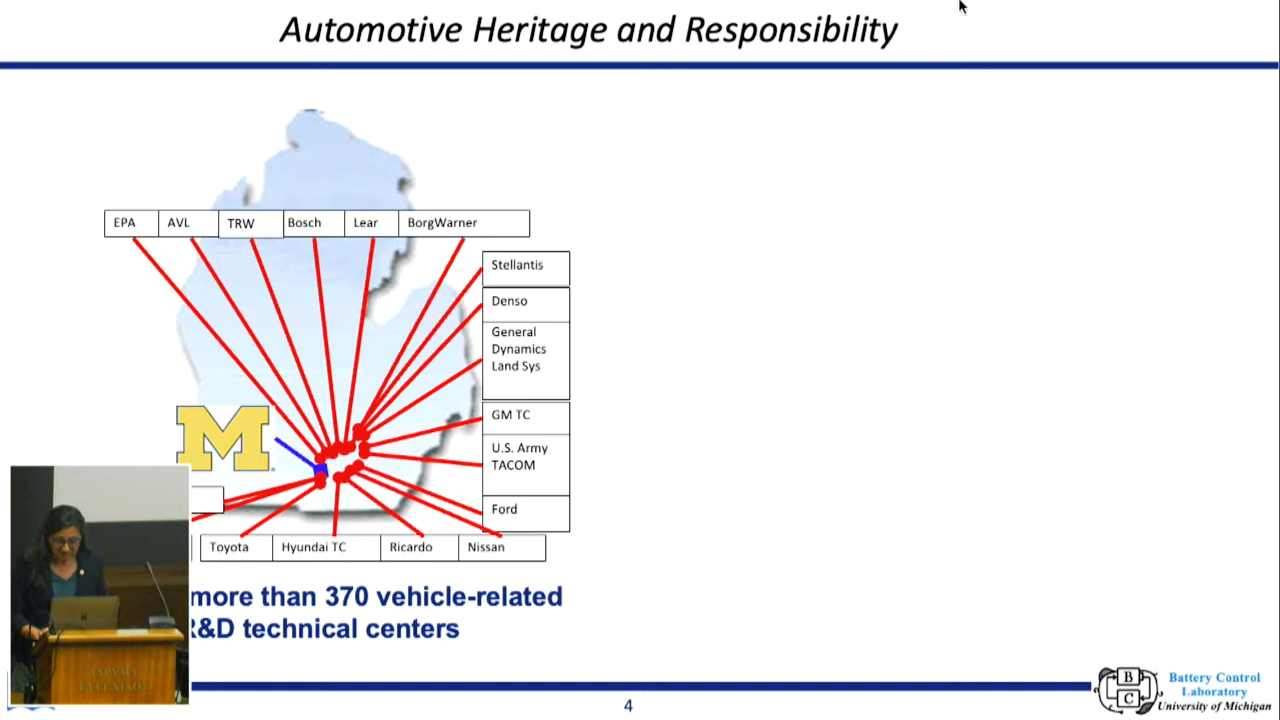 Automotive Heritage and Responsibility
EPA
AVL
TRW
Bosch
Lear
BorgWarner
Stellantis
Denso
General
Dynamics
Land Sys
GM TC
U.S. Army
TACOM
Ford
M
Toyota
Hyundai TC
Ricardo
Nissan
more than 370 vehicle-related
R&D technical centers
4
B
C
Battery Control
Laboratory
University of Michigan